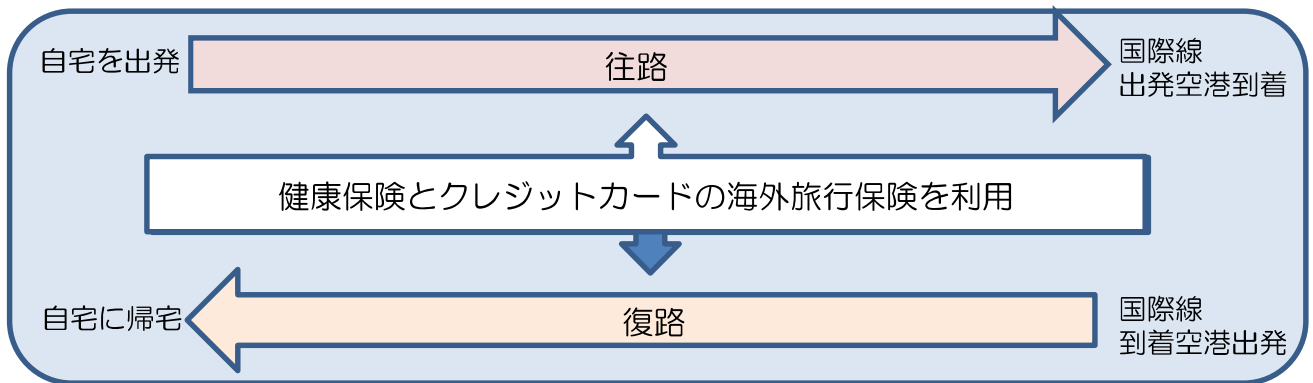 自宅を出発
往路
国際線
出発空港到着
健康保険とクレジットカードの海外旅行保険を利用
自宅に帰宅
復路
国際線
到着空港出発